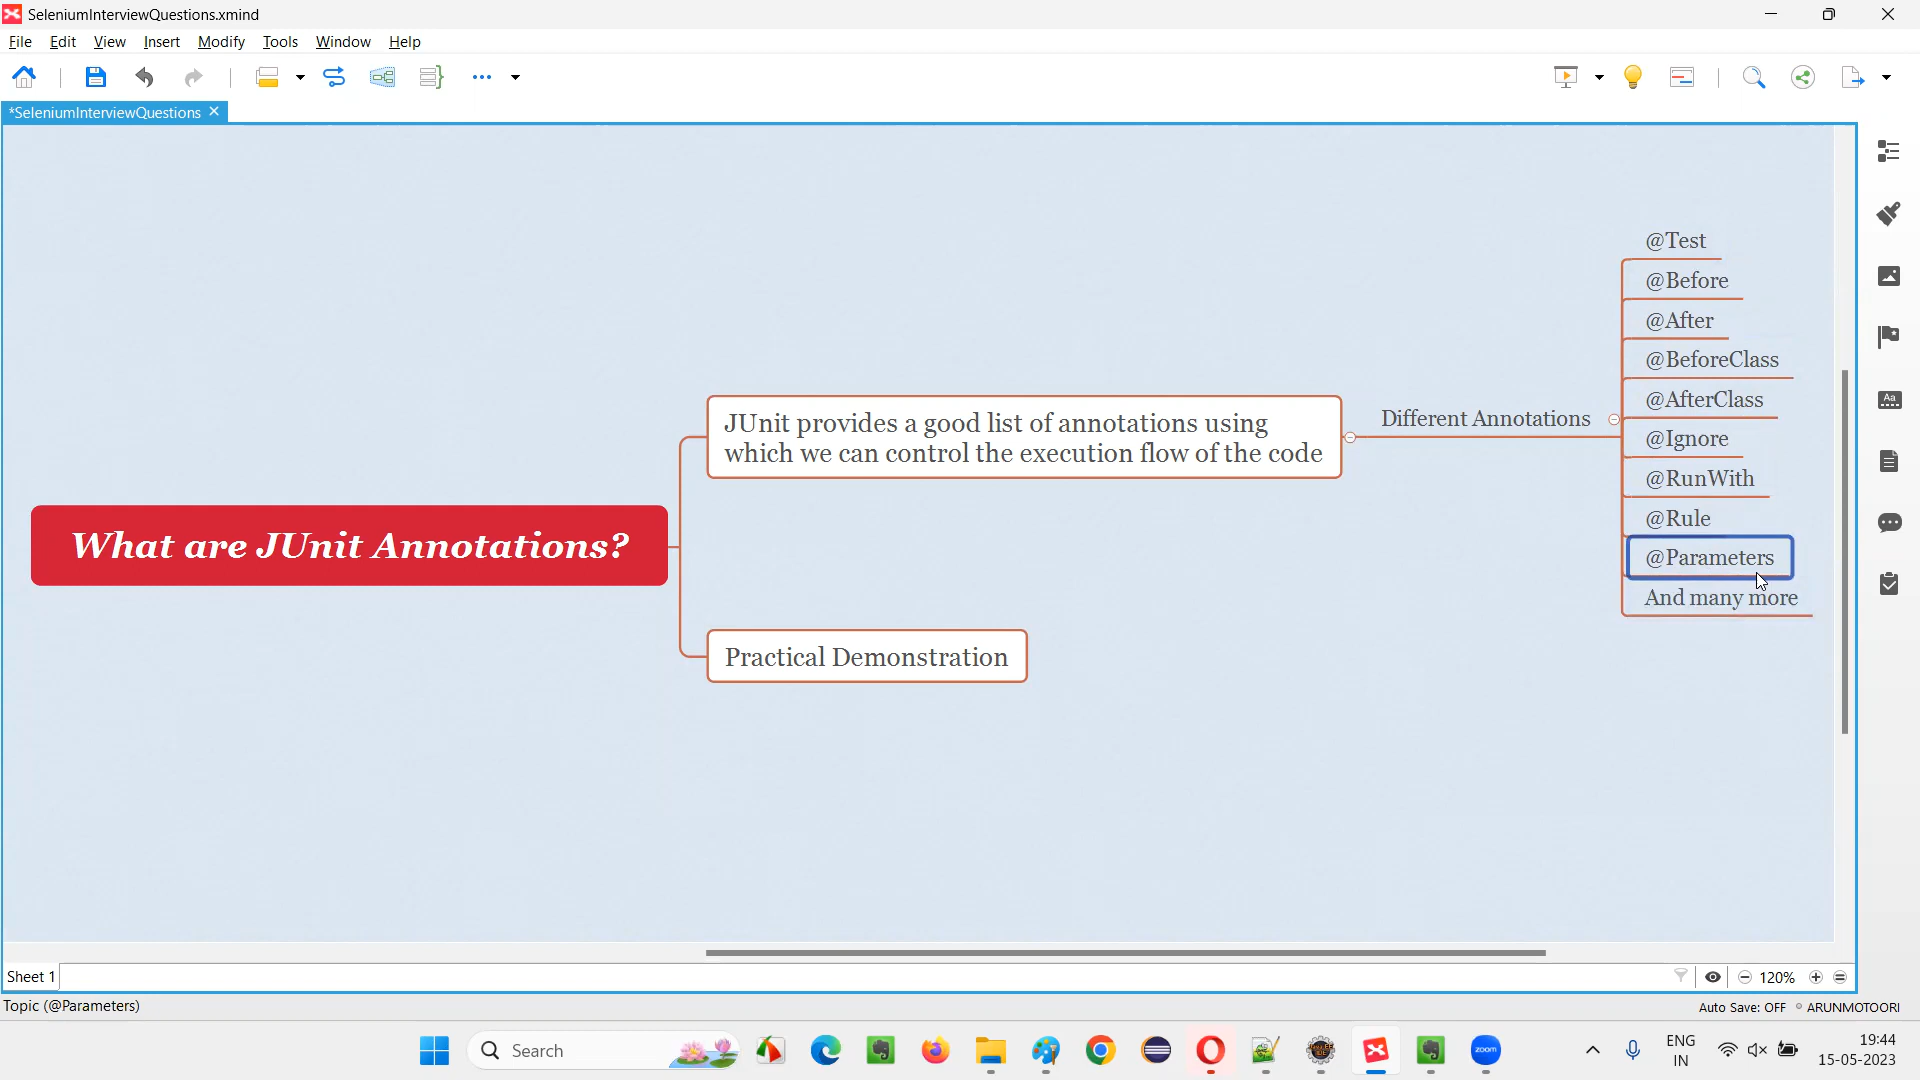 SeleniumInterviewQuestions.xmind
File Edit View Insert Modify Tools Window Help
*SeleniumInterviewQuestions
What are JUnit Annotations?
JUnit provides a good list of annotations using
which we can control the execution flow of the code
Different Annotations
@Test
@Before
@After
@BeforeClass
@AfterClass
@Ignore
@RunWith
@Rule
@Parameters
And many more
Practical Demonstration
Aa
Sheet 1
120%
Topic (@Parameters)
Auto Save: OFF
ARUNMOTOORI
Search
zoom
ENG
IN
19:44
15-05-2023